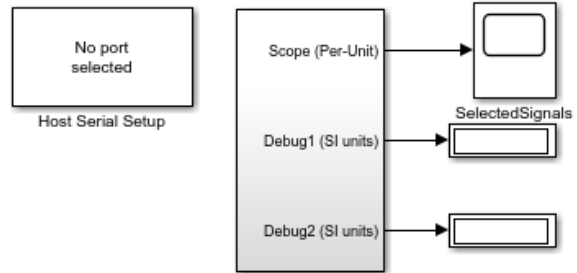 No port
selected
Host Serial Setup
Scope (Per-Unit)
SelectedSignals
Debug1 (SI units)
Debug2 (SI units)